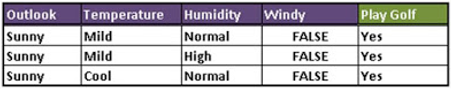 Outlook Temperature Humidity Windy Play Golf
Sunny Mild Normal FALSE Yes
Sunny Mild High FALSE Yes
Sunny Cool Normal FALSE Yes